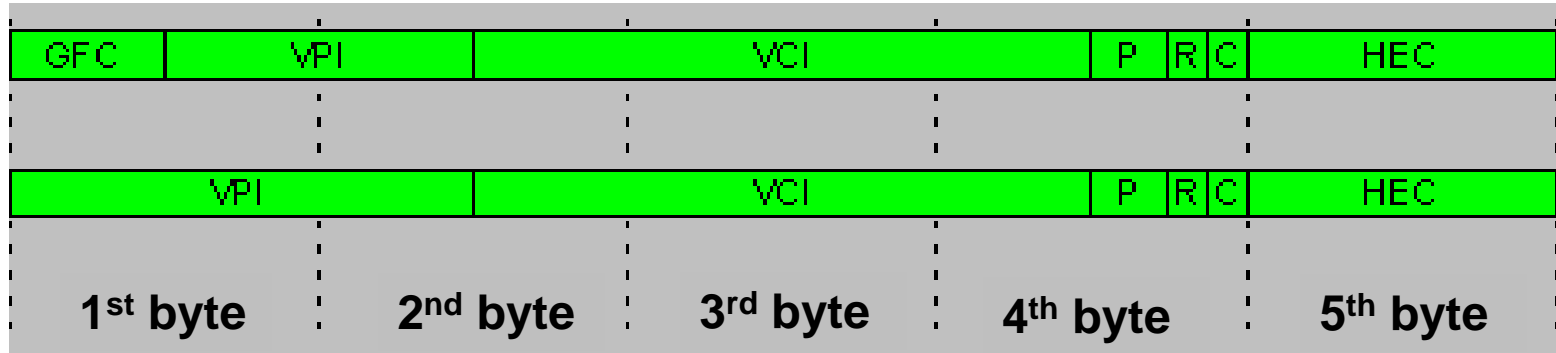 GFC VPI VCI P R C HEC
VPI VCI P R C HEC
1st byte 2nd byte 3rd byte 4th byte 5th byte